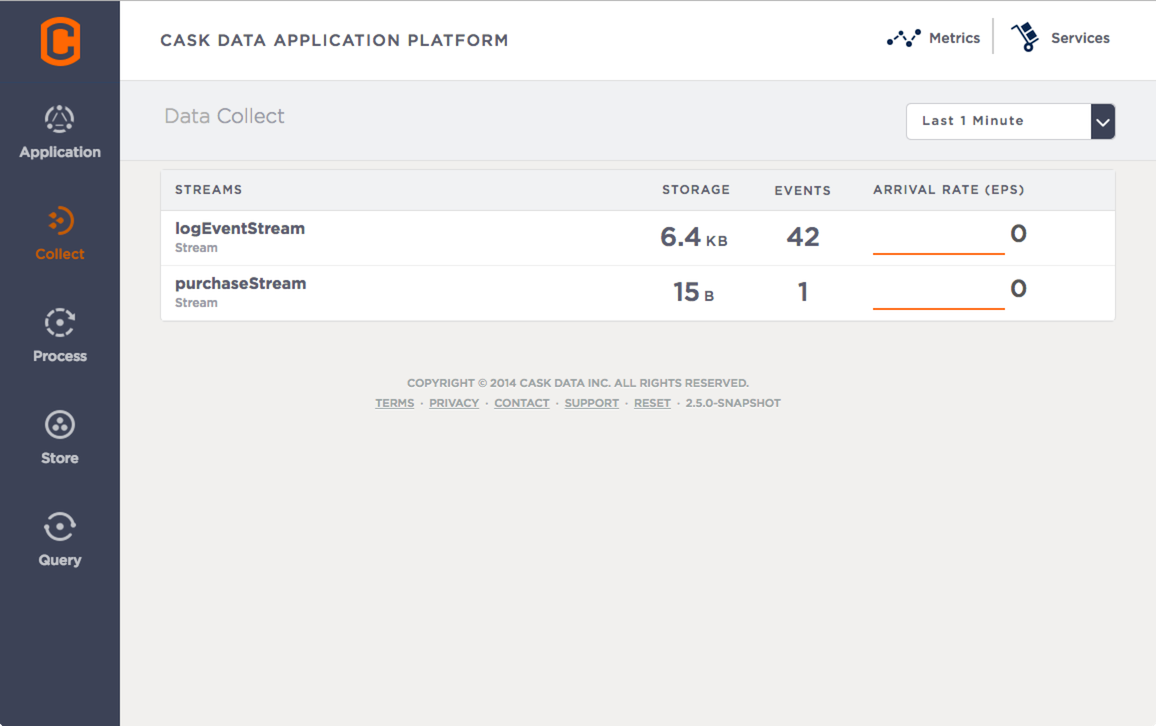 CASK DATA APPLICATION PLATFORM
Metrics
Services
Application
Collect
Process
Store
Query
Data Collect
Last 1 Minute
STREAMS STORAGE EVENTS ARRIVAL RATE (EPS)
logEventStream
Stream
6.4 KB 42 0
purchaseStream
Stream
15 B 1 0
COPYRIGHT © 2014 CASK DATA INC. ALL RIGHTS RESERVED.
TERMS · PRIVACY · CONTACT · SUPPORT · RESET · 2.5.0-SNAPSHOT